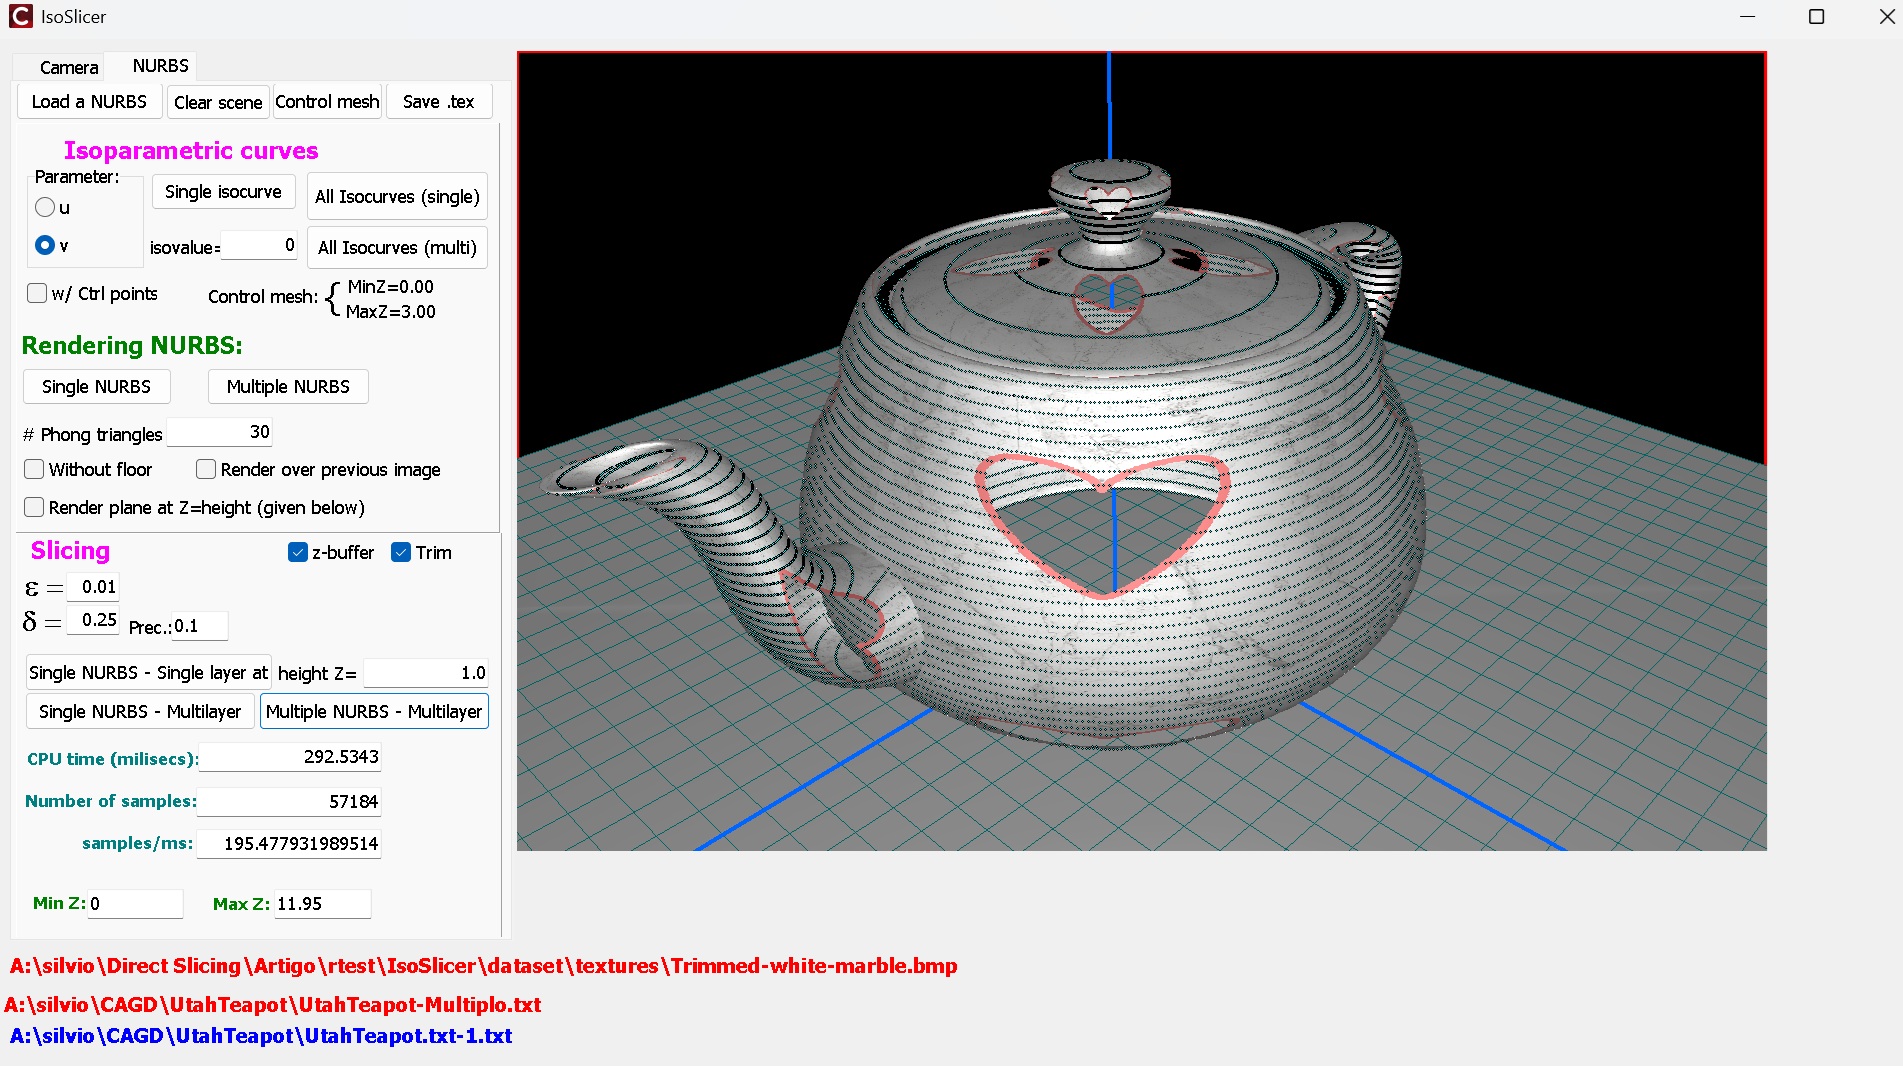 IsoSlicer
Camera NURBS
Load a NURBS Clear scene Control mesh Save .tex
Isoparametric curves
Parameter:
u
v
Single isocurve All Isocurves (single)
isovalue= 0 All Isocurves (multi)
w/ Ctrl points Control mesh: { MinZ=0.00
MaxZ=3.00
Rendering NURBS:
Single NURBS Multiple NURBS
# Phong triangles 30
Without floor Render over previous image
Render plane at Z=height (given below)
Slicing z-buffer Trim
ε = 0.01
δ = 0.25 Prec.: 0.1
Single NURBS - Single layer at height Z= 1.0
Single NURBS - Multilayer Multiple NURBS - Multilayer
CPU time (milisecs): 292.5343
Number of samples: 57184
samples/ms: 195.477931989514
Min Z: 0 Max Z: 11.95
A:\silvio\Direct Slicing\Artigo\rtest\IsoSlicer\dataset\textures\Trimmed-white-marble.bmp
A:\silvio\CAGD\UtahTeapot\UtahTeapot-Multiplo.txt
A:\silvio\CAGD\UtahTeapot\UtahTeapot.txt-1.txt